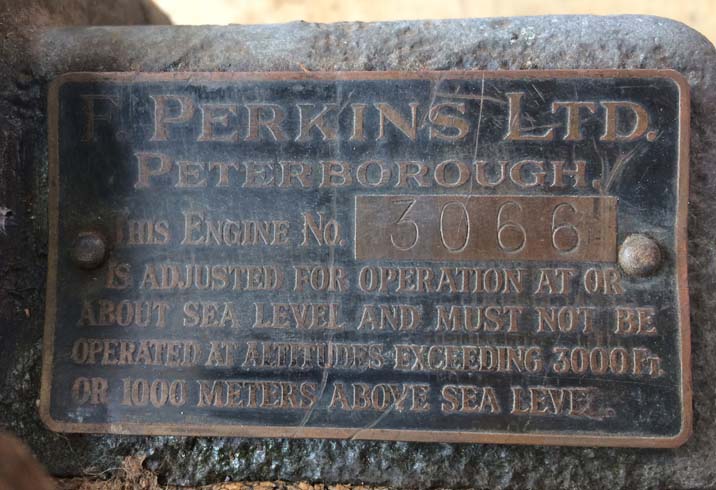 F. PERKINS LTD.
PETERBOROUGH.
THIS ENGINE No. 3066
IS ADJUSTED FOR OPERATION AT OR
ABOUT SEA LEVEL AND MUST NOT BE
OPERATED AT ALTITUDES EXCEEDING 3000 FT.
OR 1000 METERS ABOVE SEA LEVEL.